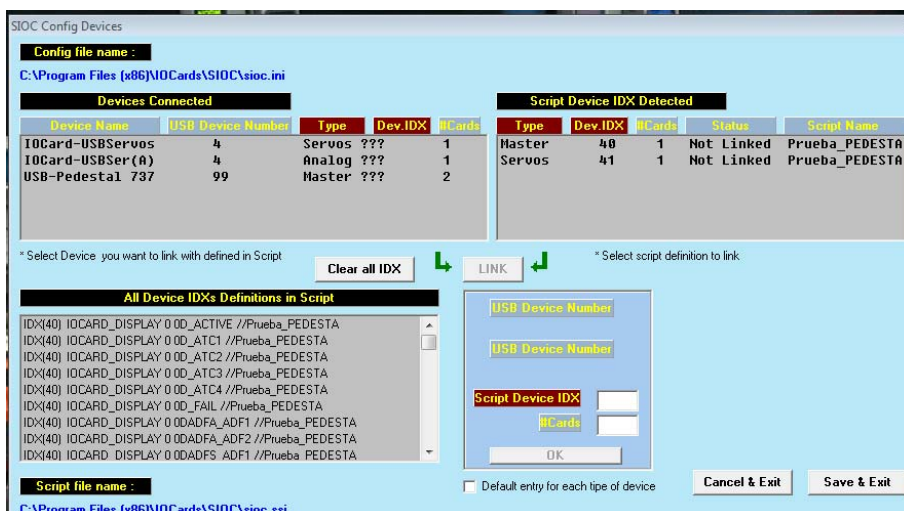 SIOC Config Devices
Config file name :
C:\Program Files (x86)\IOCards\SIOC\sioc.ini
Devices Connected
Device Name USB Device Number Type Dev.IDX #Cards
IOCard-USBServos 4 Servos ??? 1
IOCard-USBSer(A) 4 Analog ??? 1
USB-Pedestal 737 99 Master ??? 2
Script Device IDX Detected
Type Dev.IDX #Cards Status Script Name
Master 40 1 Not Linked Prueba_PEDESTA
Servos 41 1 Not Linked Prueba_PEDESTA
* Select Device you want to link with defined in Script
Clear all IDX
LINK
* Select script definition to link
All Device IDXs Definitions in Script
IDX(40) IOCARD_DISPLAY 0 0D_ACTIVE //Prueba_PEDESTA
IDX(40) IOCARD_DISPLAY 0 0D_ATC1 //Prueba_PEDESTA
IDX(40) IOCARD_DISPLAY 0 0D_ATC2 //Prueba_PEDESTA
IDX(40) IOCARD_DISPLAY 0 0D_ATC3 //Prueba_PEDESTA
IDX(40) IOCARD_DISPLAY 0 0D_ATC4 //Prueba_PEDESTA
IDX(40) IOCARD_DISPLAY 0 0D_FAIL //Prueba_PEDESTA
IDX(40) IOCARD_DISPLAY 0 0DADFA_ADF1 //Prueba_PEDESTA
IDX(40) IOCARD_DISPLAY 0 0DADFA_ADF2 //Prueba_PEDESTA
IDX(40) IOCARD_DISPLAY 0 0DADFS_ADF1 //Prueba_PEDESTA
USB Device Number
USB Device Number
Script Device IDX
#Cards
OK
Default entry for each tipe of device
Cancel & Exit
Save & Exit
Script file name :
C:\Program Files (x86)\IOCards\SIOC\sioc.ssi